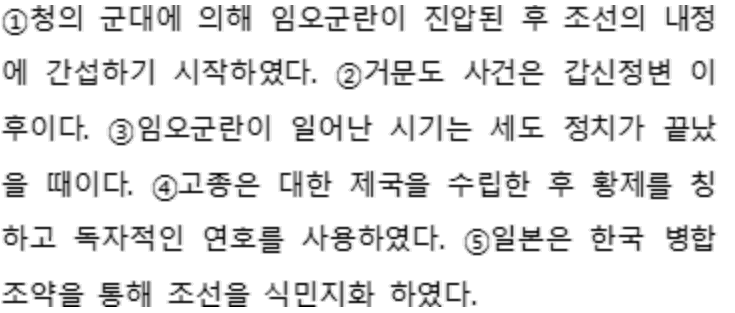 ①청의 군대에 의해 임오군란이 진압된 후 조선의 내정
에 간섭하기 시작하였다. ②거문도 사건은 갑신정변 이
후이다. ③임오군란이 일어난 시기는 세도 정치가 끝났
을 때이다. ④고종은 대한 제국을 수립한 후 황제를 칭
하고 독자적인 연호를 사용하였다. ⑤일본은 한국 병합
조약을 통해 조선을 식민지화 하였다.